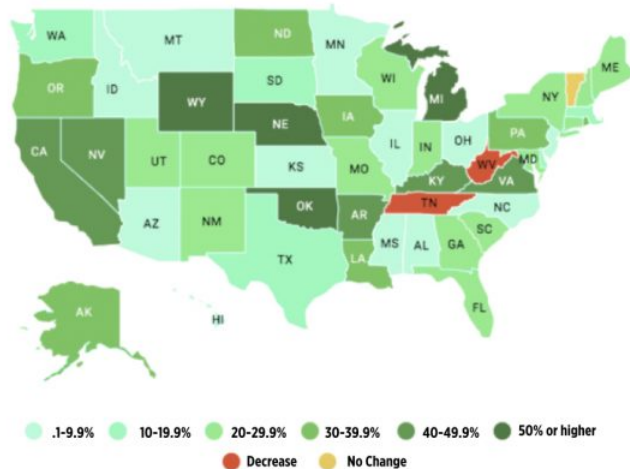 WA
MT
ND
MN
ME
OR
ID
SD
WI
NY
MI
WY
IA
PA
NE
IL
IN
OH
MD
CA
NV
UT
CO
KS
MO
WV
VA
KY
AZ
NM
OK
AR
TN
NC
SC
TX
LA
MS
AL
GA
FL
AK
HI
.1-9.9% 10-19.9% 20-29.9% 30-39.9% 40-49.9% 50% or higher
Decrease No Change